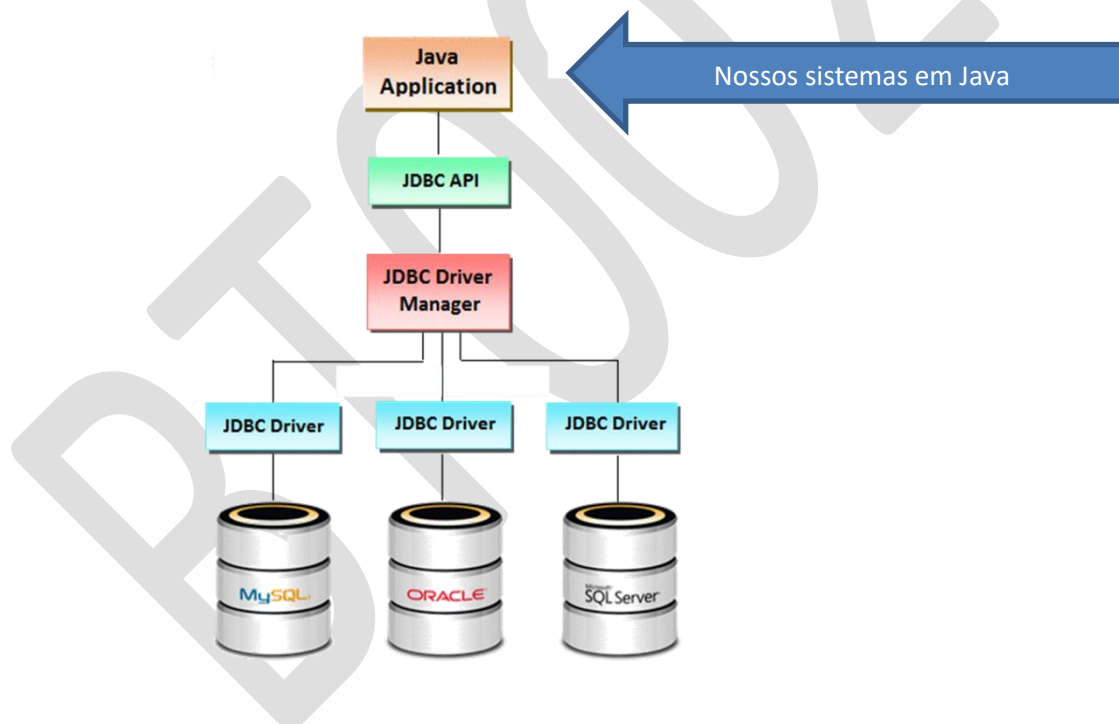 Java
Application
Nossos sistemas em Java
JDBC API
JDBC Driver
Manager
JDBC Driver
JDBC Driver
JDBC Driver
MySQL
ORACLE
Microsoft
SQL Server